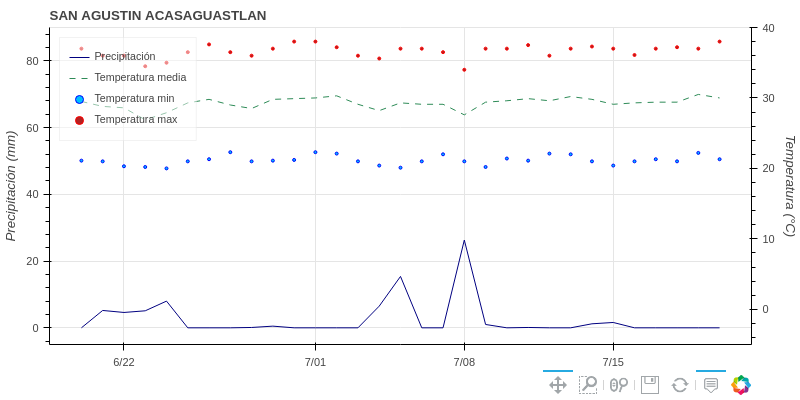 SAN AGUSTIN ACASAGUASTLAN
Precipitación (mm)
80
60
40
20
0
Precipitación
Temperatura media
Temperatura min
Temperatura max
40
30
20
10
0
Temperatura (°C)
6/22
7/01
7/08
7/15